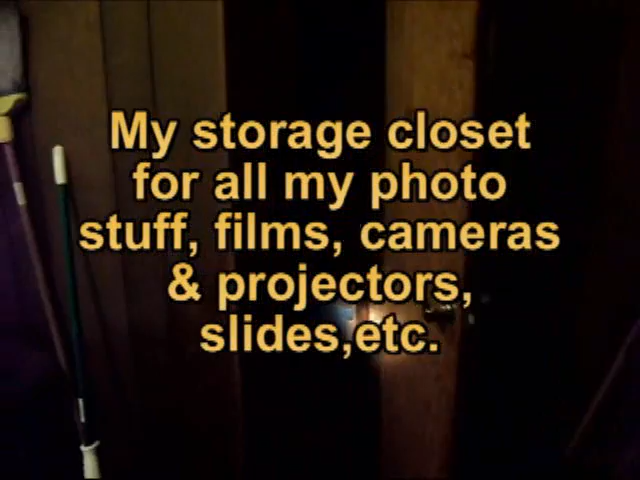 My storage closet
for all my photo
stuff, films, cameras
& projectors,
slides,etc.